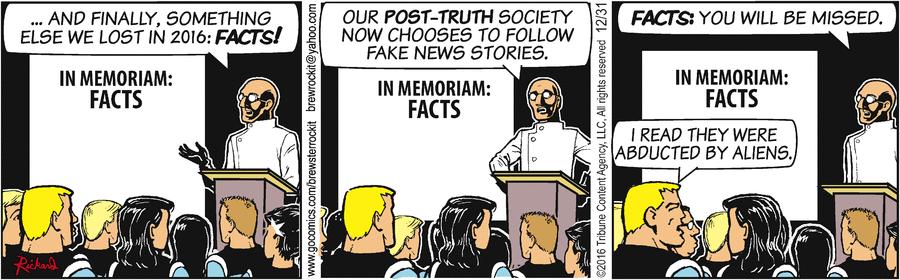 ... AND FINALLY, SOMETHING
ELSE WE LOST IN 2016: FACTS!
IN MEMORIAM:
FACTS
Rickard
www.gocomics.com/brewsterrockit brewrockit@yahoo.com
OUR POST-TRUTH SOCIETY
NOW CHOOSES TO FOLLOW
FAKE NEWS STORIES.
IN MEMORIAM:
FACTS
©2016 Tribune Content Agency, LLC, All rights reserved 12/31
FACTS: YOU WILL BE MISSED.
IN MEMORIAM:
FACTS
I READ THEY WERE
ABDUCTED BY ALIENS.